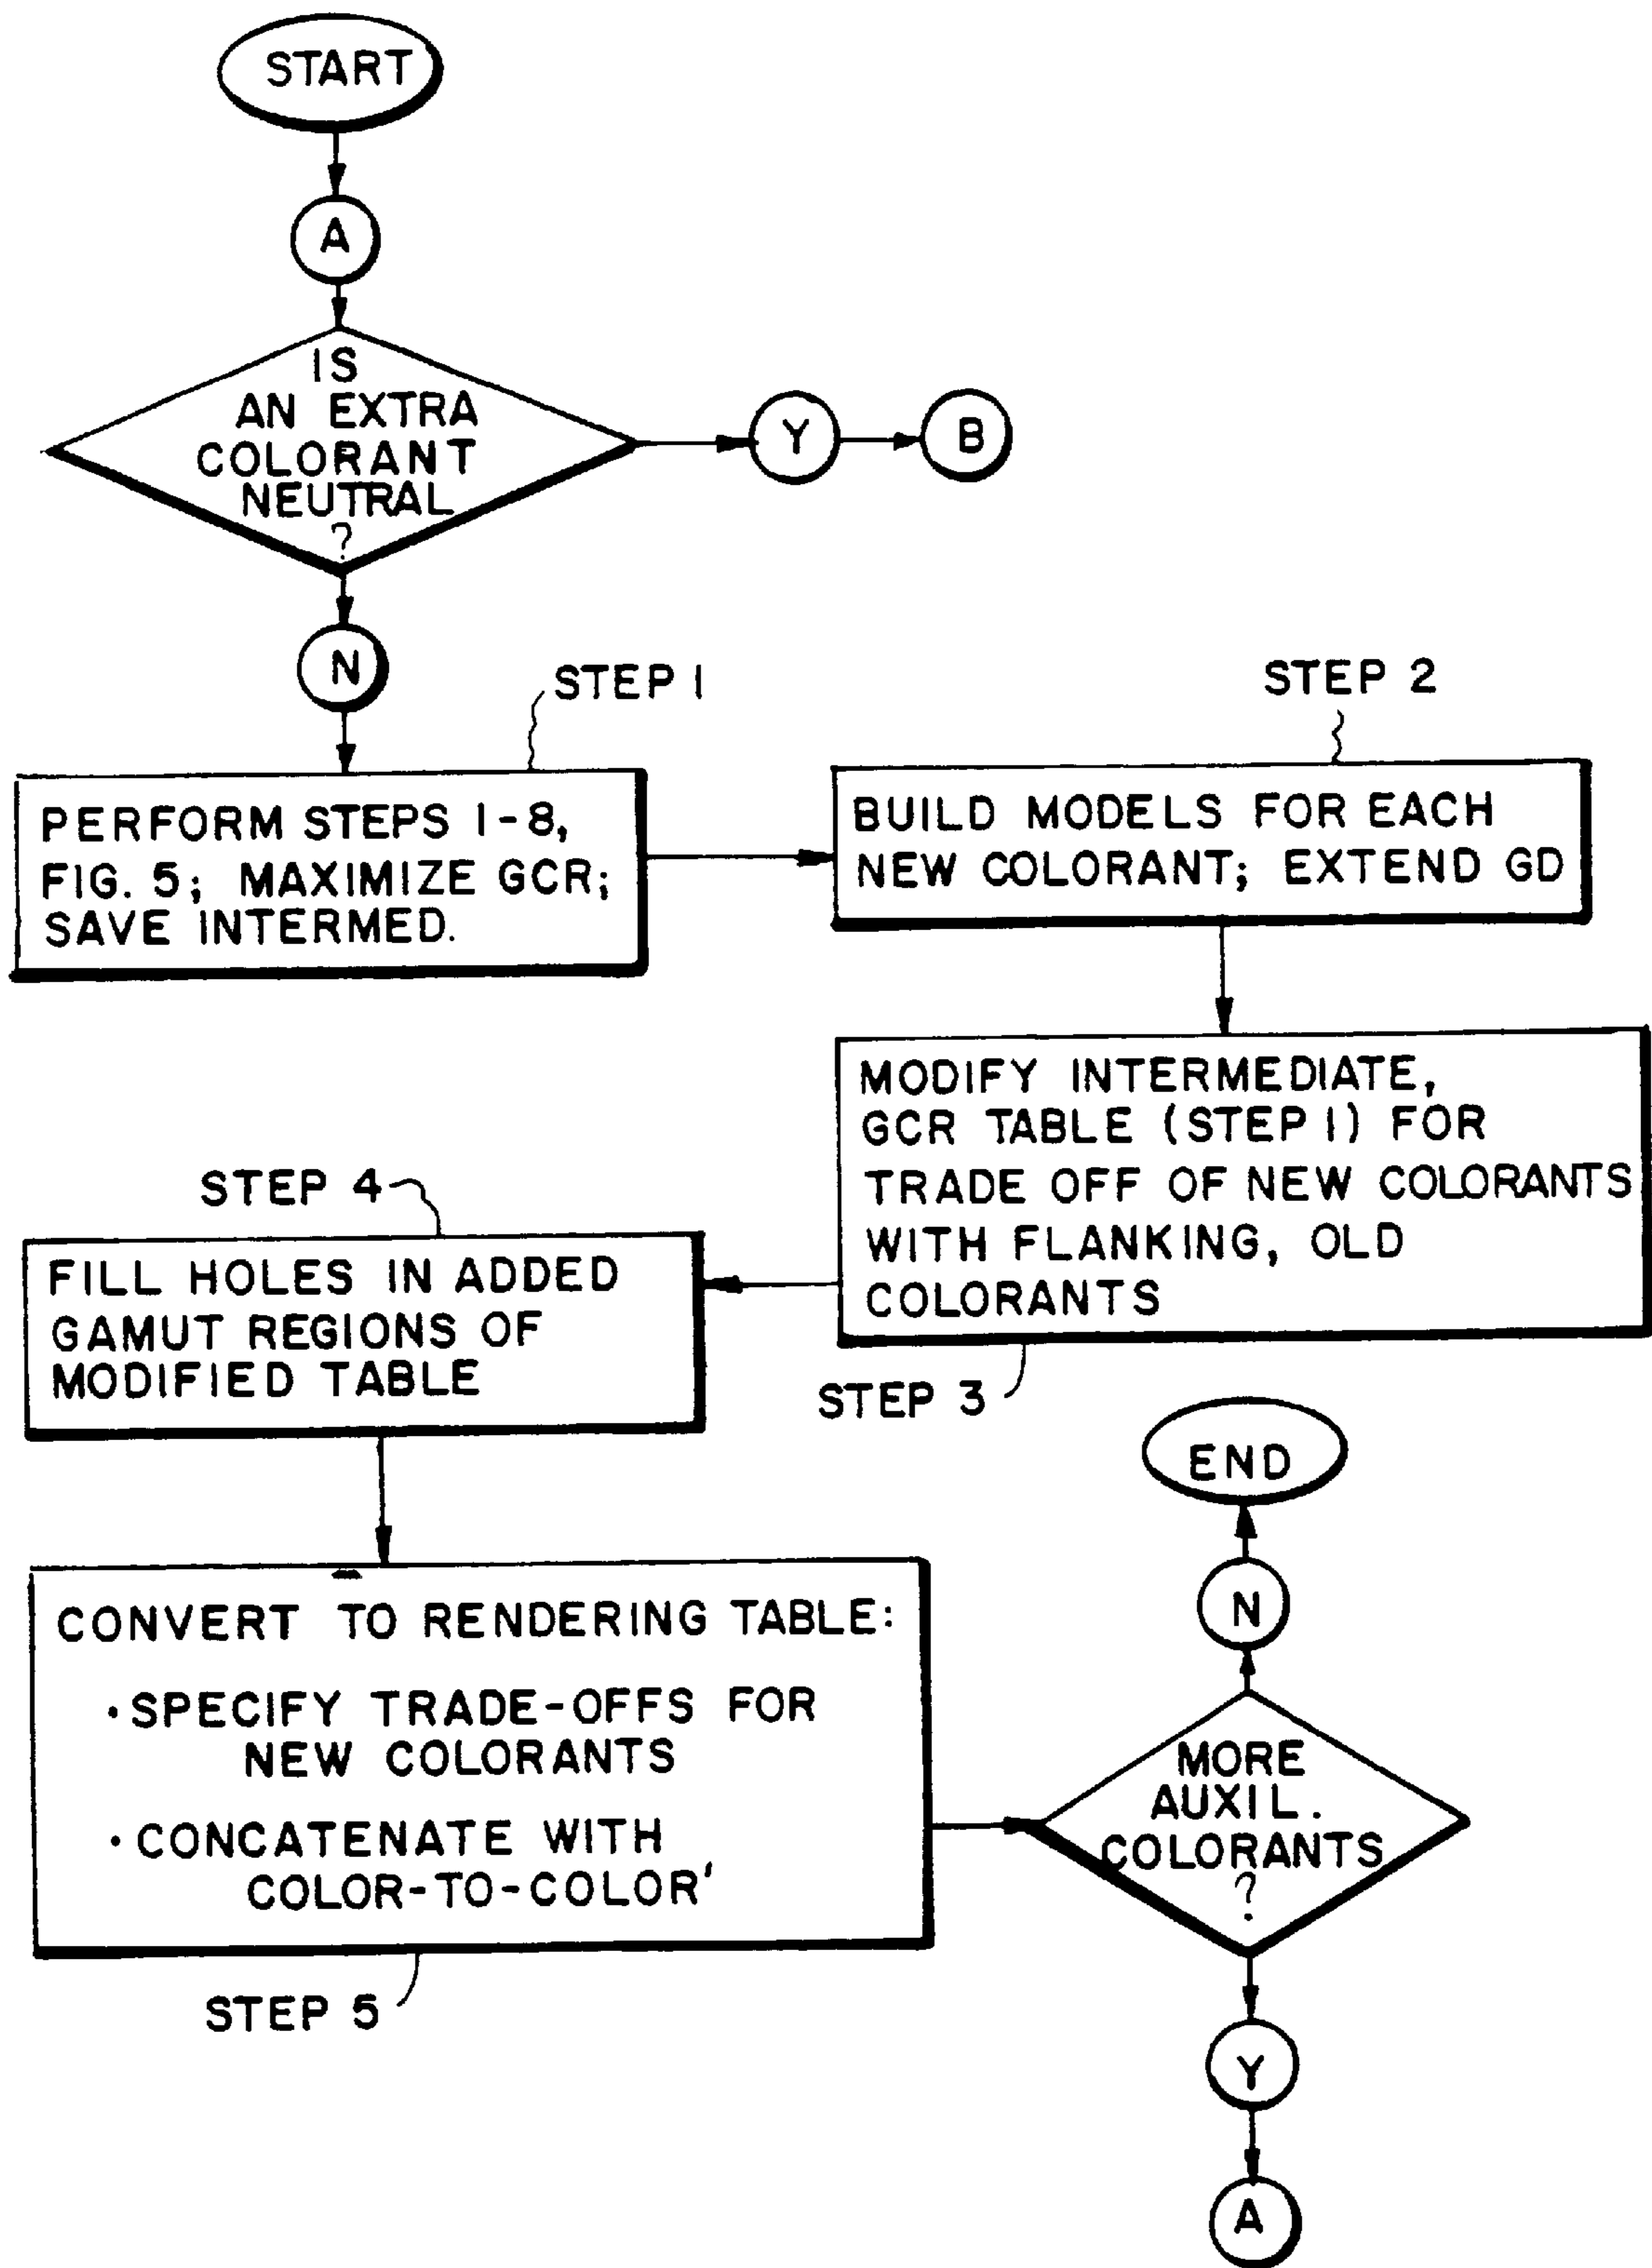 START
A
IS
AN EXTRA
COLORANT
NEUTRAL
?
Y
B
N
STEP 1
PERFORM STEPS 1-8,
FIG. 5; MAXIMIZE GCR;
SAVE INTERMED.
STEP 2
BUILD MODELS FOR EACH
NEW COLORANT; EXTEND GD
MODIFY INTERMEDIATE,
GCR TABLE (STEP 1) FOR
TRADE OFF OF NEW COLORANTS
WITH FLANKING, OLD
COLORANTS
STEP 3
STEP 4
FILL HOLES IN ADDED
GAMUT REGIONS OF
MODIFIED TABLE
CONVERT TO RENDERING TABLE:
• SPECIFY TRADE-OFFS FOR
NEW COLORANTS
• CONCATENATE WITH
COLOR-TO-COLOR'
STEP 5
END
N
MORE
AUXIL.
COLORANTS
?
Y
A